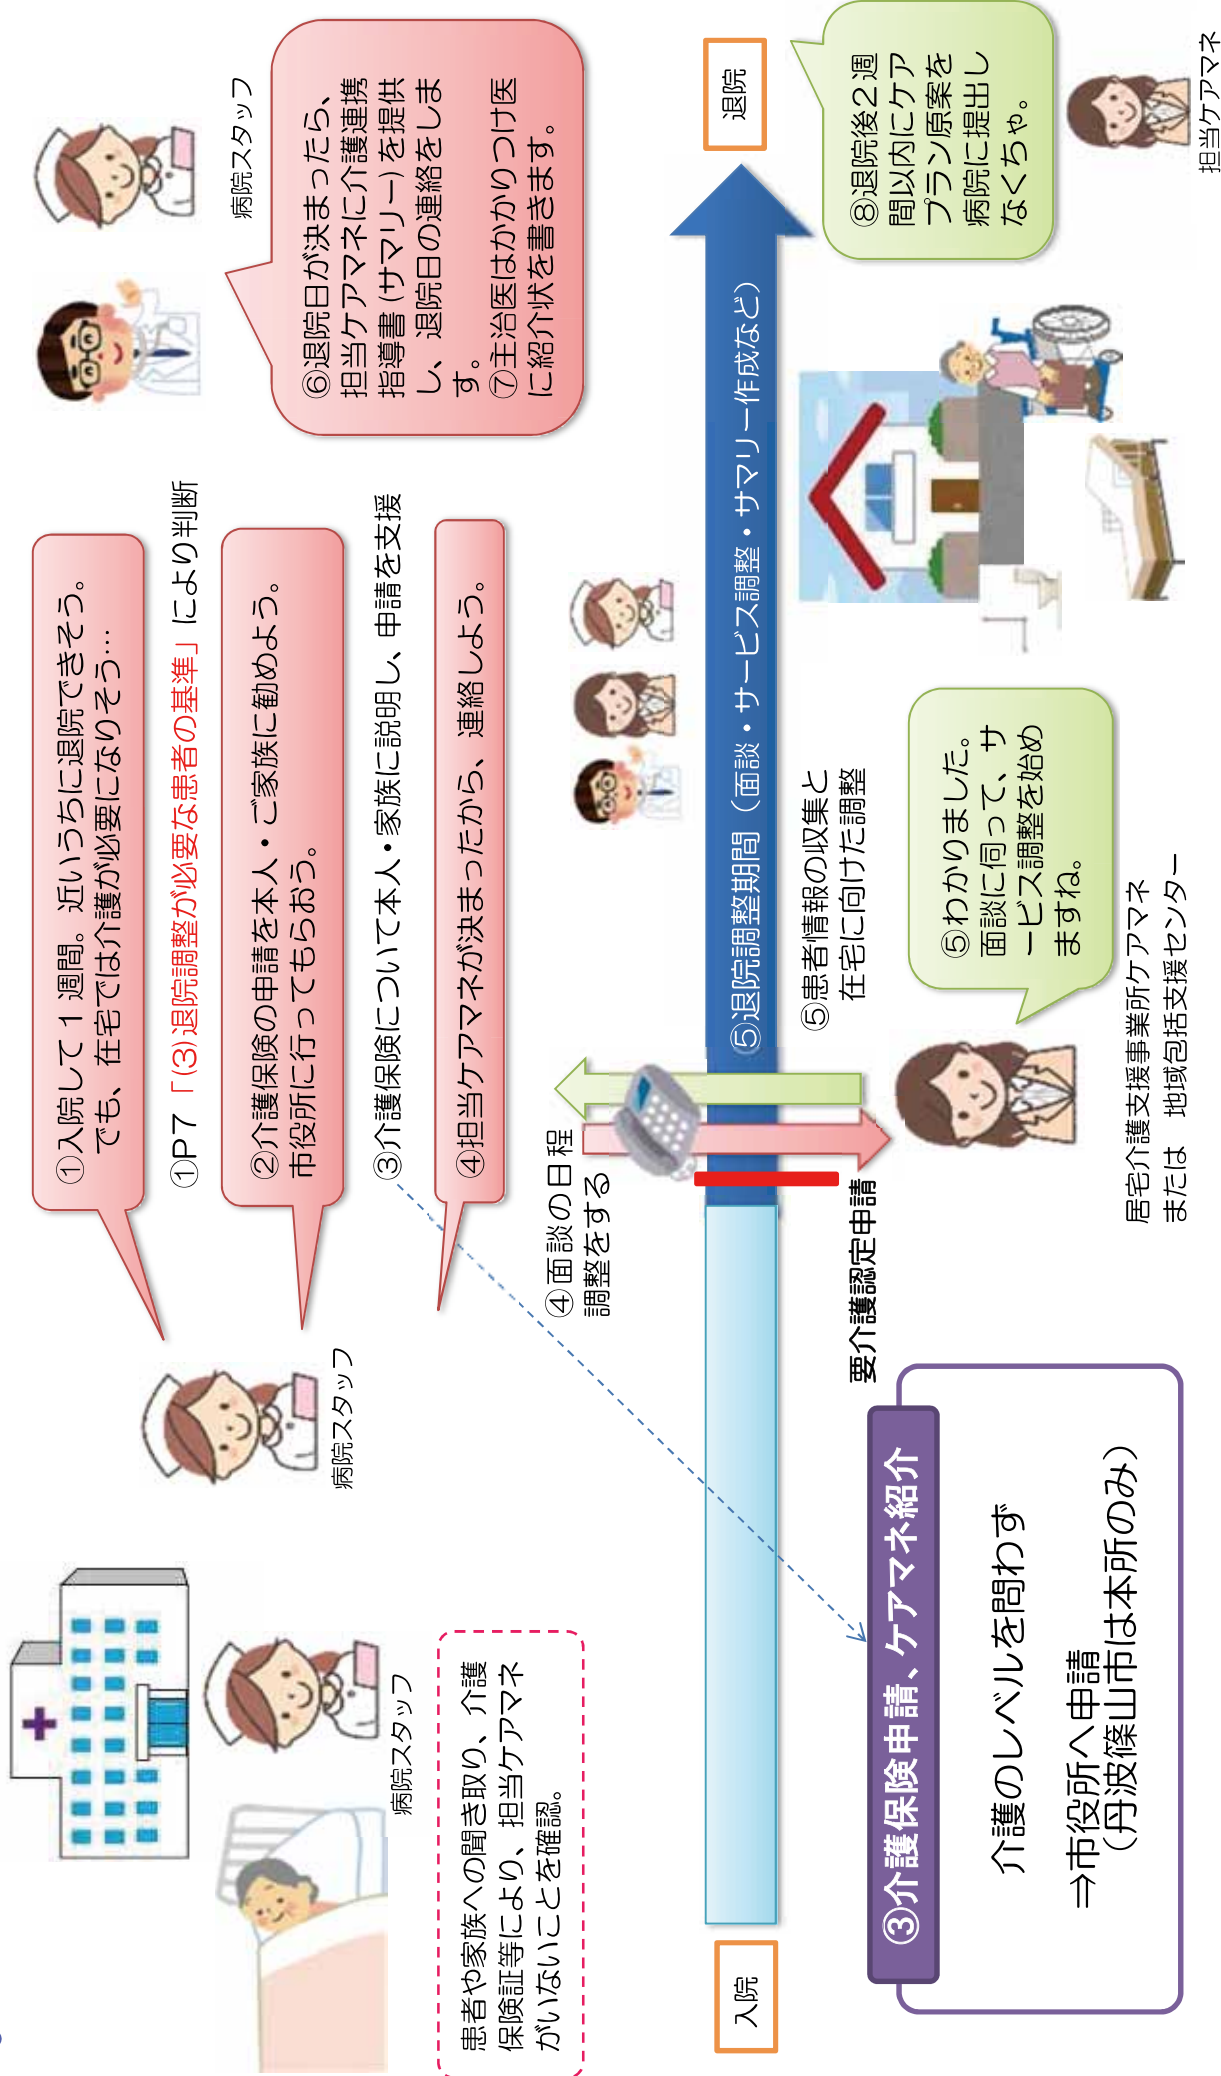 病院スタッフ
患者や家族への聞き取り、介護
保険証等により、担当ケアマネ
がいないことを確認。
病院スタッフ
①入院して1週間。近いうちに退院できそう。
でも、在宅では介護が必要になりそう…
①P7「(3)退院調整が必要な患者の基準」により判断
②介護保険の申請を本人・ご家族に勧めよう。
市役所に行ってもらおう。
③介護保険について本人・家族に説明し、申請を支援
④担当ケアマネが決まったから、連絡しよう。
病院スタッフ
⑥退院日が決まったら、
担当ケアマネに介護連携
指導書(サマリー)を提供
し、退院日の連絡をしま
す。
⑦主治医はかかりつけ医
に紹介状を書きます。
④面談の日程
調整をする
入院
⑤退院調整期間(面談・サービス調整・サマリー作成など)
退院
要介護認定申請
⑤患者情報の収集と
在宅に向けた調整
③介護保険申請、ケアマネ紹介
介護のレベルを問わず
⇒市役所へ申請
(丹波篠山市は本所のみ)
⑤わかりました。
面談に伺って、サ
ービス調整を始め
ますね。
居宅介護支援事業所ケアマネ
または 地域包括支援センター
⑧退院後2週
間以内にケア
プラン原案を
病院に提出し
なくちゃ。
担当ケアマネ